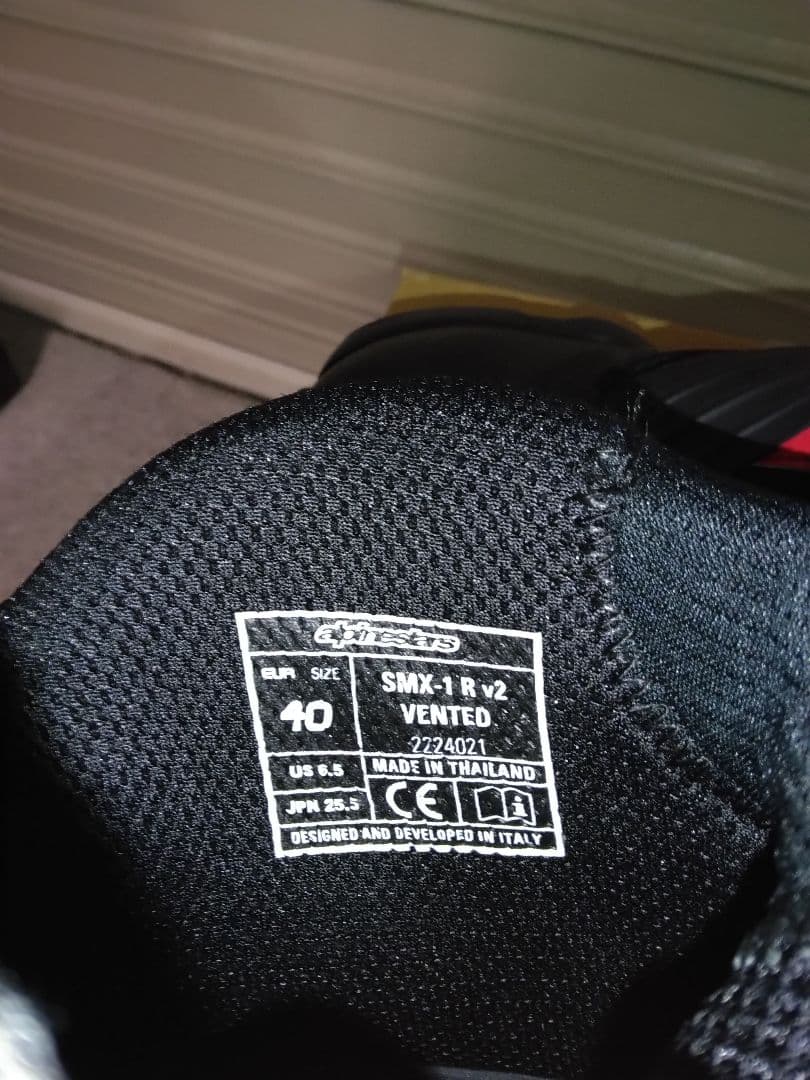 alpinestars
EUR SIZE
40
SMX-1 R v2
VENTED
2224021
US 6.5
MADE IN THAILAND
JPN 25.5
CE
i
DESIGNED AND DEVELOPED IN ITALY